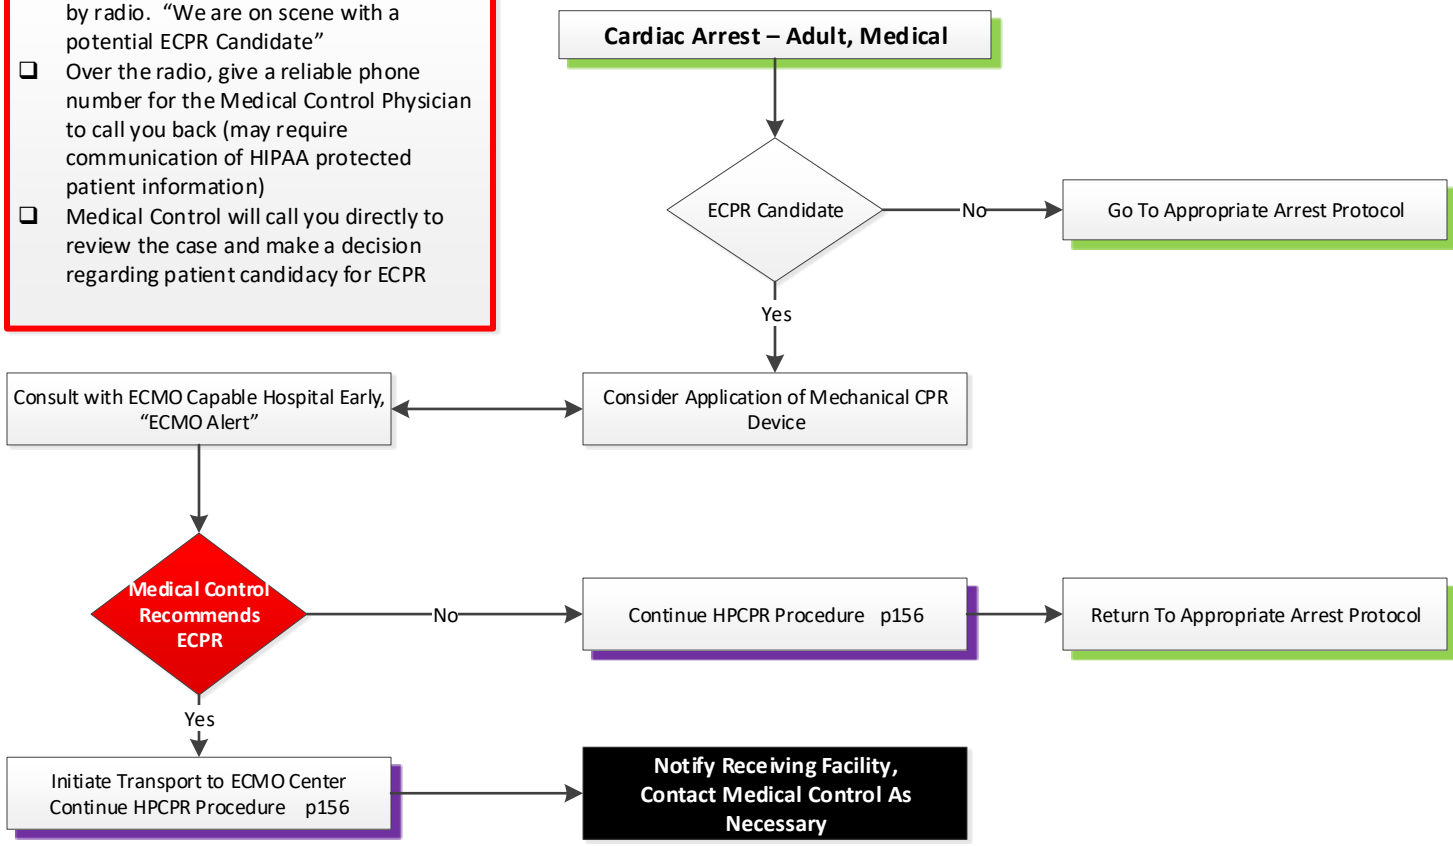 by radio. “We are on scene with a
potential ECPR Candidate”
❑ Over the radio, give a reliable phone
number for the Medical Control Physician
to call you back (may require
communication of HIPAA protected
patient information)
❑ Medical Control will call you directly to
review the case and make a decision
regarding patient candidacy for ECPR
Cardiac Arrest – Adult, Medical
ECPR Candidate
No
Go To Appropriate Arrest Protocol
Yes
Consult with ECMO Capable Hospital Early,
“ECMO Alert”
Consider Application of Mechanical CPR
Device
Medical Control
Recommends
ECPR
No
Continue HPCPR Procedure p156
Return To Appropriate Arrest Protocol
Yes
Initiate Transport to ECMO Center
Continue HPCPR Procedure p156
Notify Receiving Facility,
Contact Medical Control As
Necessary